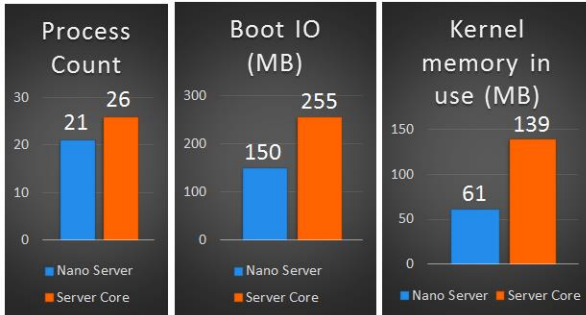 Process
Count
30
26
21
20
10
0
Nano Server
Server Core
Boot IO
(MB)
300
255
200
150
100
0
Nano Server
Server Core
Kernel
memory in
use (MB)
150
139
100
61
50
0
Nano Server Server Core